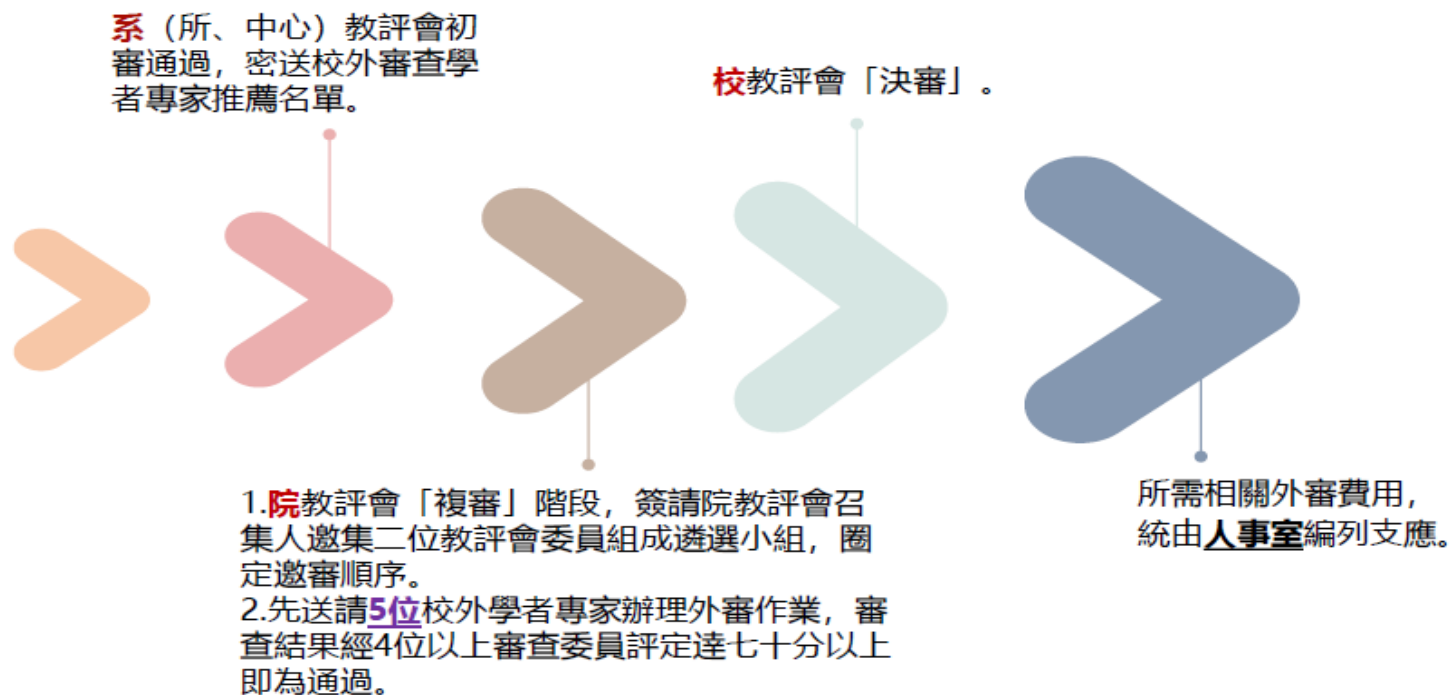 系（所、中心）教評會初
審通過，密送校外審查學
者專家推薦名單。
校教評會「決審」。
1.院教評會「複審」階段，簽請院教評會召
集人邀集二位教評會委員組成遴選小組，圈
定邀審順序。
2.先送請5位校外學者專家辦理外審作業，審
查結果經4位以上審查委員評定達七十分以上
即為通過。
所需相關外審費用，
統由人事室編列支應。